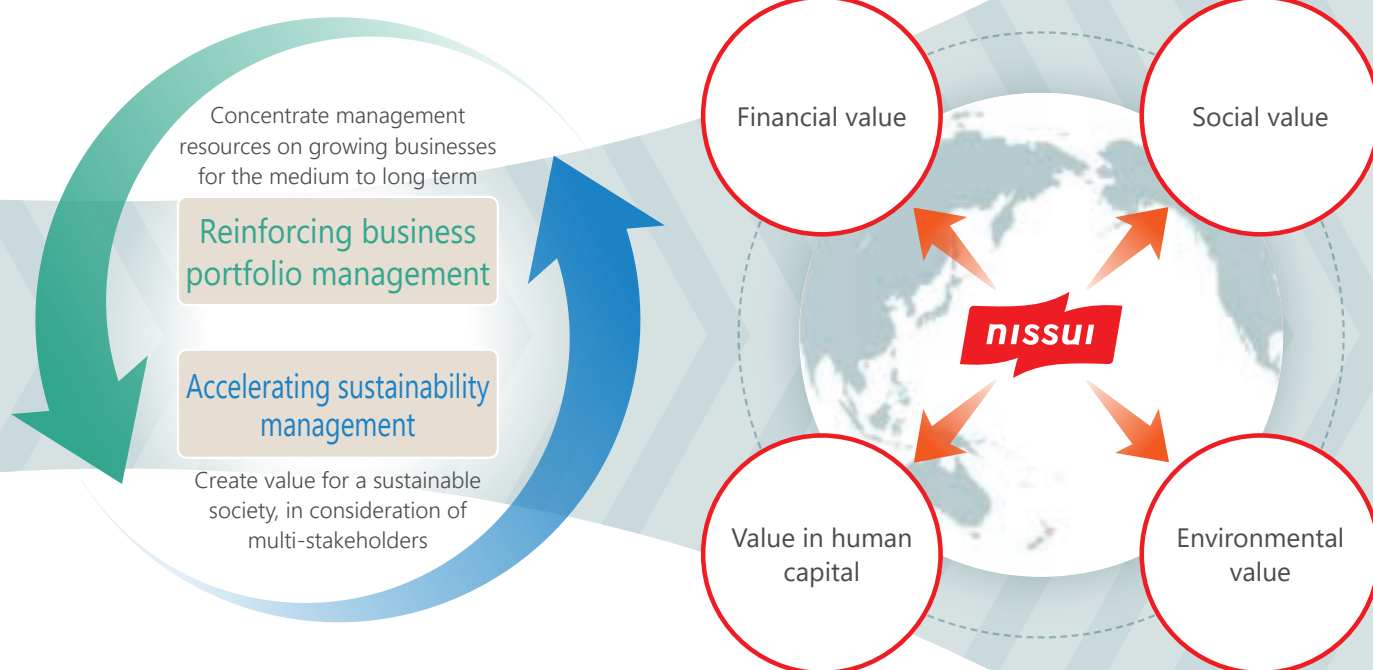 Concentrate management
resources on growing businesses
for the medium to long term
Reinforcing business
portfolio management
Accelerating sustainability
management
Create value for a sustainable
society, in consideration of
multi-stakeholders
Financial value
Social value
nissui
Value in human
capital
Environmental
value